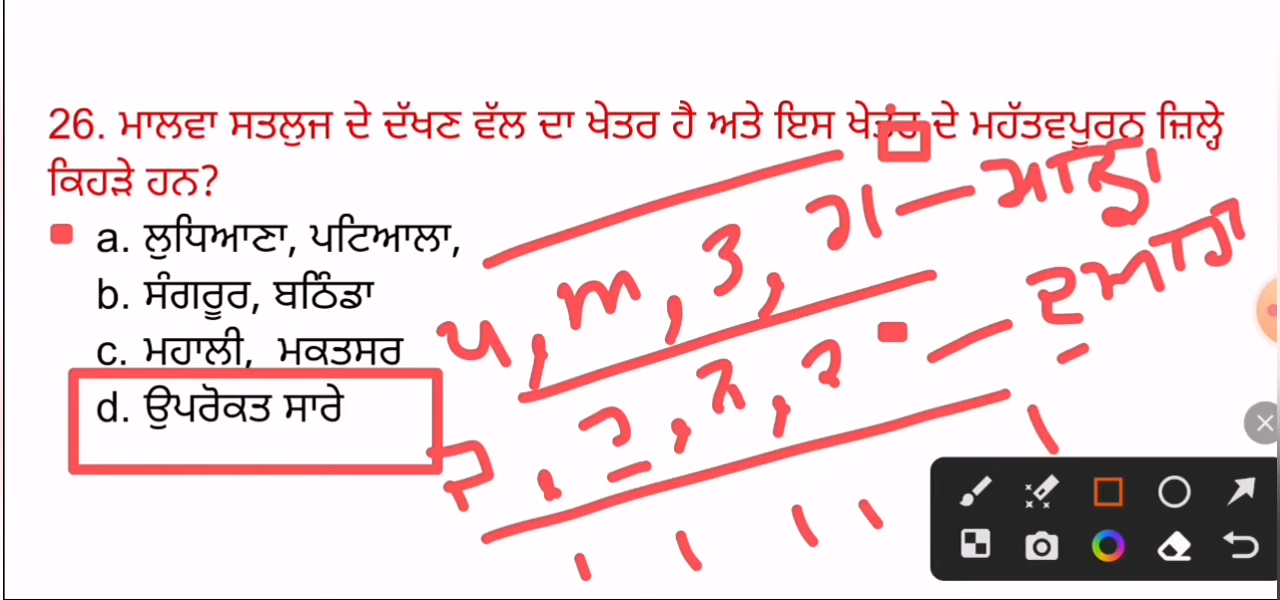 26. ਮਾਲਵਾ ਸਤਲੁਜ ਦੇ ਦੱਖਣ ਵੱਲ ਦਾ ਖੇਤਰ ਹੈ ਅਤੇ ਇਸ ਖੇਤਰ ਦੇ ਮਹੱਤਵਪੂਰਨ ਜ਼ਿਲ੍ਹੇ
ਕਿਹੜੇ ਹਨ?
a. ਲੁਧਿਆਣਾ, ਪਟਿਆਲਾ,
b. ਸੰਗਰੂਰ, ਬਠਿੰਡਾ
c. ਮਹਾਲੀ, ਮਕਤਸਰ
d. ਉਪਰੋਕਤ ਸਾਰੇ